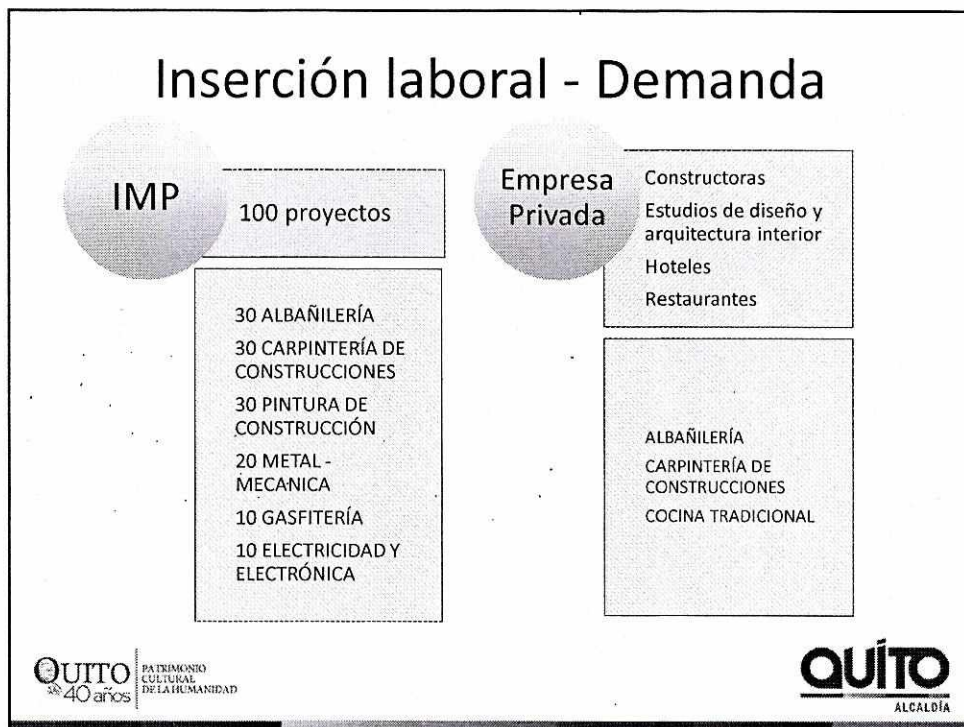 Inserción laboral - Demanda
IMP
100 proyectos
30 ALBAÑILERÍA
30 CARPINTERÍA DE
CONSTRUCCIONES
30 PINTURA DE
CONSTRUCCIÓN
20 METAL -
MECANICA
10 GASFITERÍA
10 ELECTRICIDAD Y
ELECTRÓNICA
Empresa
Privada
Constructoras
Estudios de diseño y
arquitectura interior
Hoteles
Restaurantes
ALBAÑILERÍA
CARPINTERÍA DE
CONSTRUCCIONES
COCINA TRADICIONAL
QUITO
40 años
PATRIMONIO
CULTURAL
DE LA HUMANIDAD
QUÍTO
ALCALDÍA